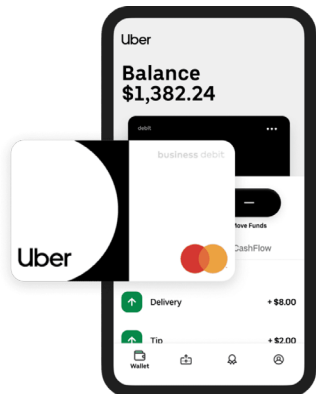 Uber
Balance
$1,382.24
debit
business debit
Uber
Move Funds
CashFlow
Delivery
+ $8.00
Tip
+ $2.00
Wallet